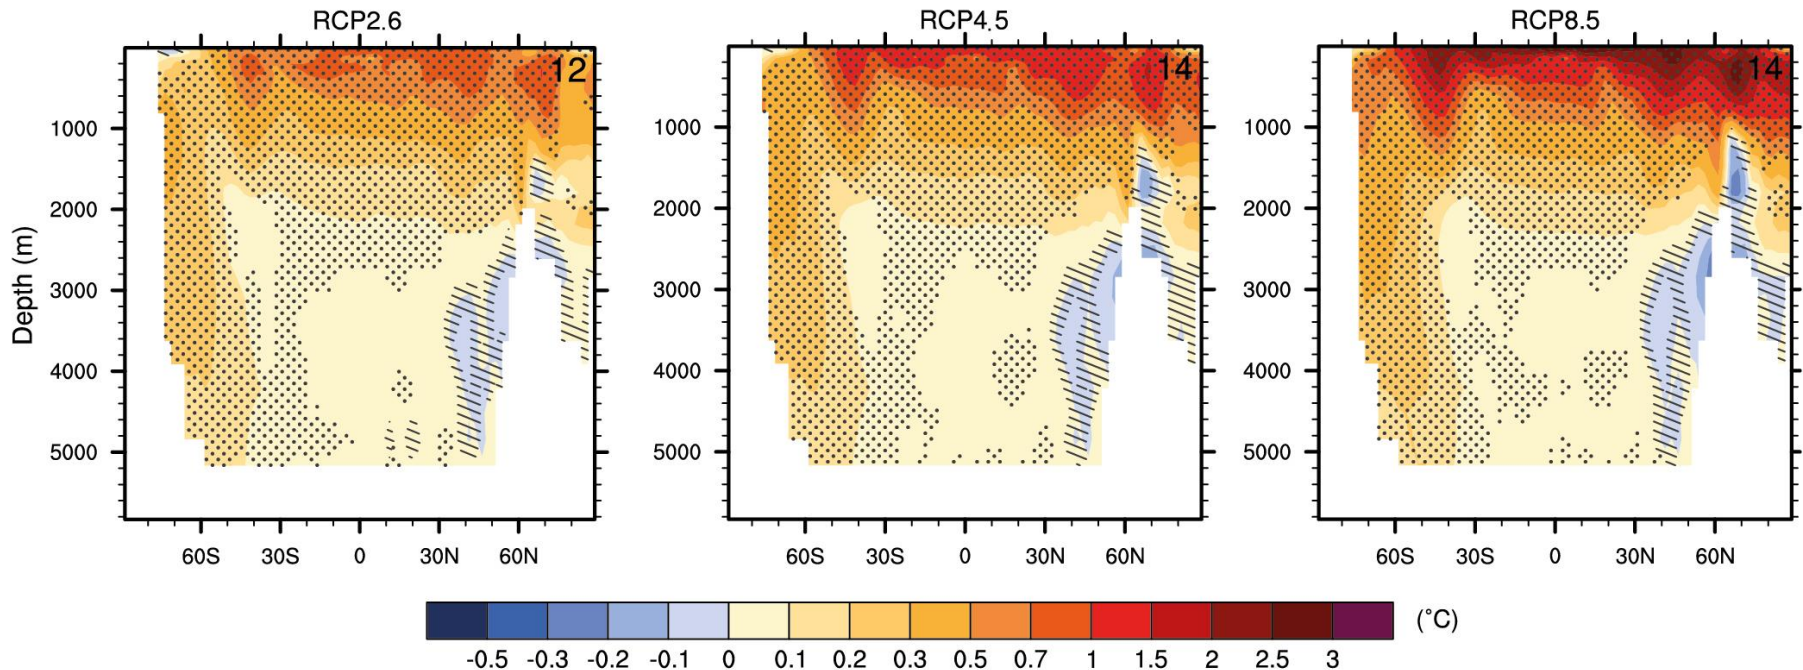 RCP2.6 RCP4.5 RCP8.5
12 14 14
1000 1000 1000
2000 2000 2000
Depth (m)
3000 3000 3000
4000 4000 4000
5000 5000 5000
60S 30S 0 30N 60N 60S 30S 0 30N 60N 60S 30S 0 30N 60N
(˚C)
-0.5 -0.3 -0.2 -0.1 0 0.1 0.2 0.3 0.5 0.7 1 1.5 2 2.5 3